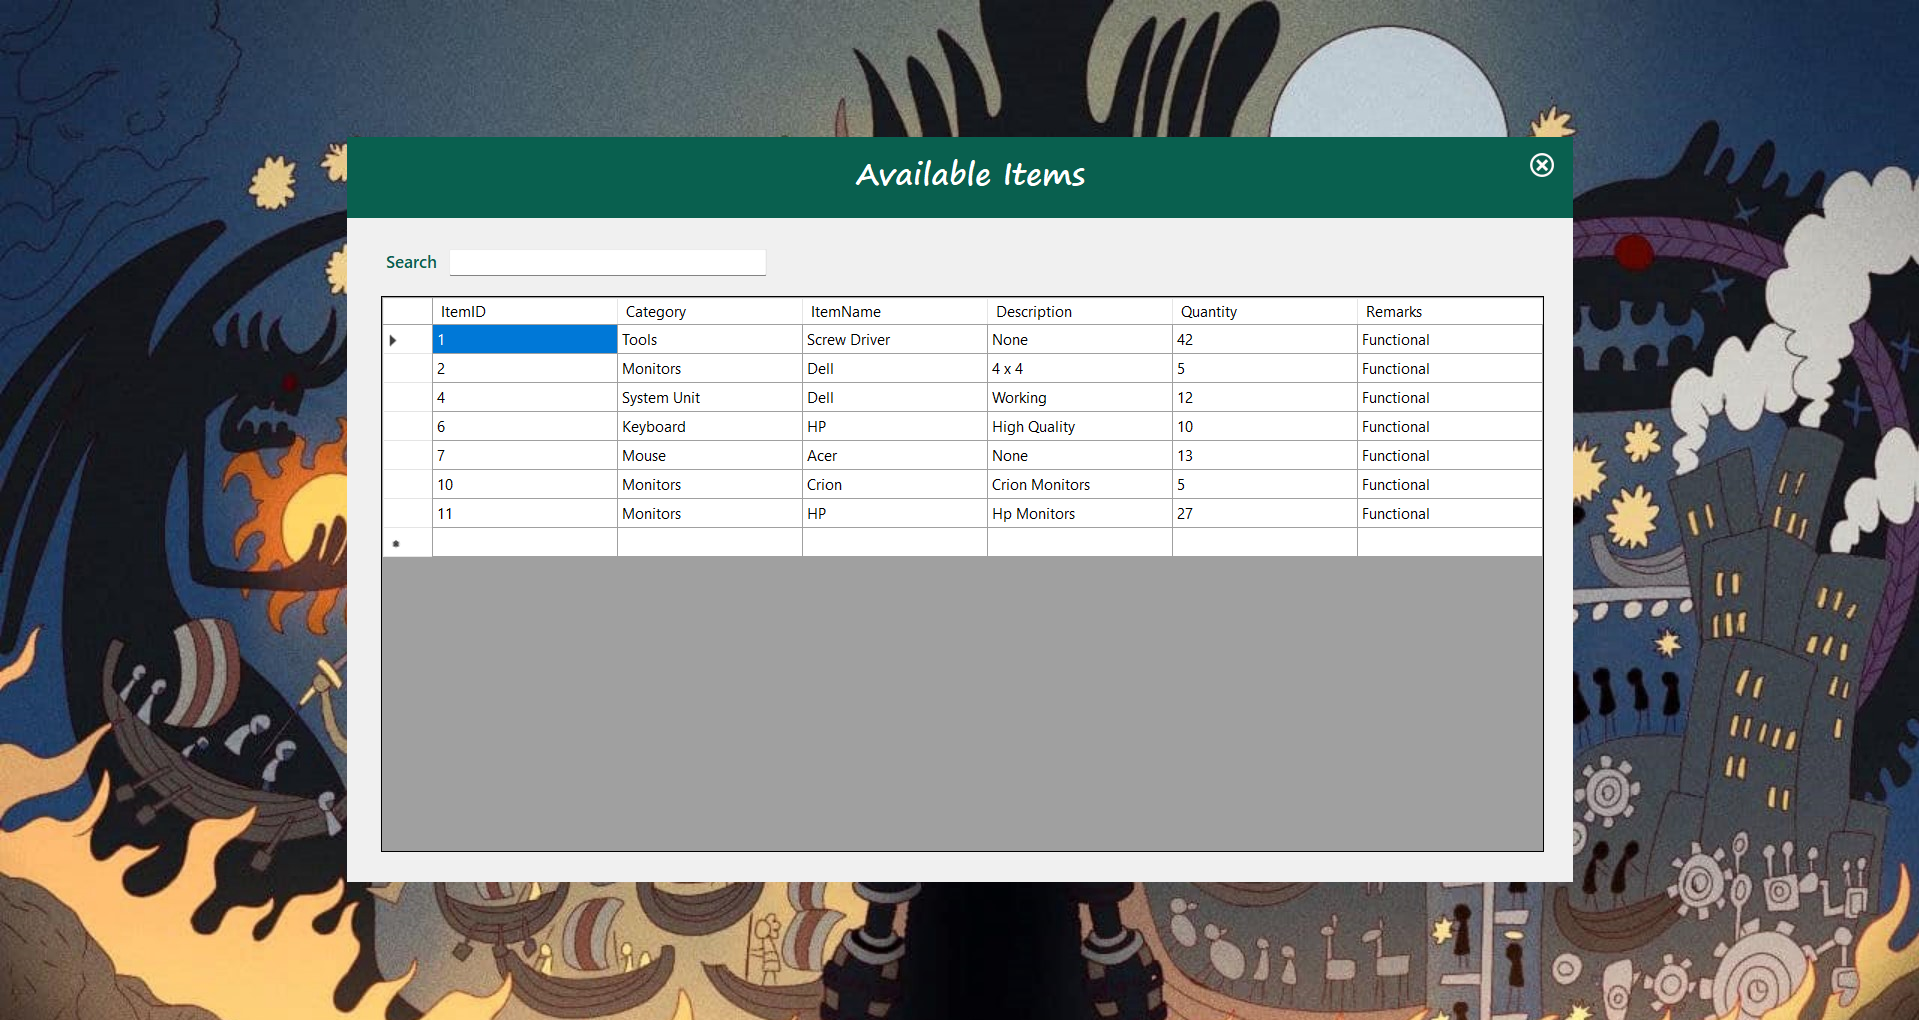 Available Items
Search
ItemID Category ItemName Description Quantity Remarks
1 Tools Screw Driver None 42 Functional
2 Monitors Dell 4 x 4 5 Functional
4 System Unit Dell Working 12 Functional
6 Keyboard HP High Quality 10 Functional
7 Mouse Acer None 13 Functional
10 Monitors Crion Crion Monitors 5 Functional
11 Monitors HP Hp Monitors 27 Functional